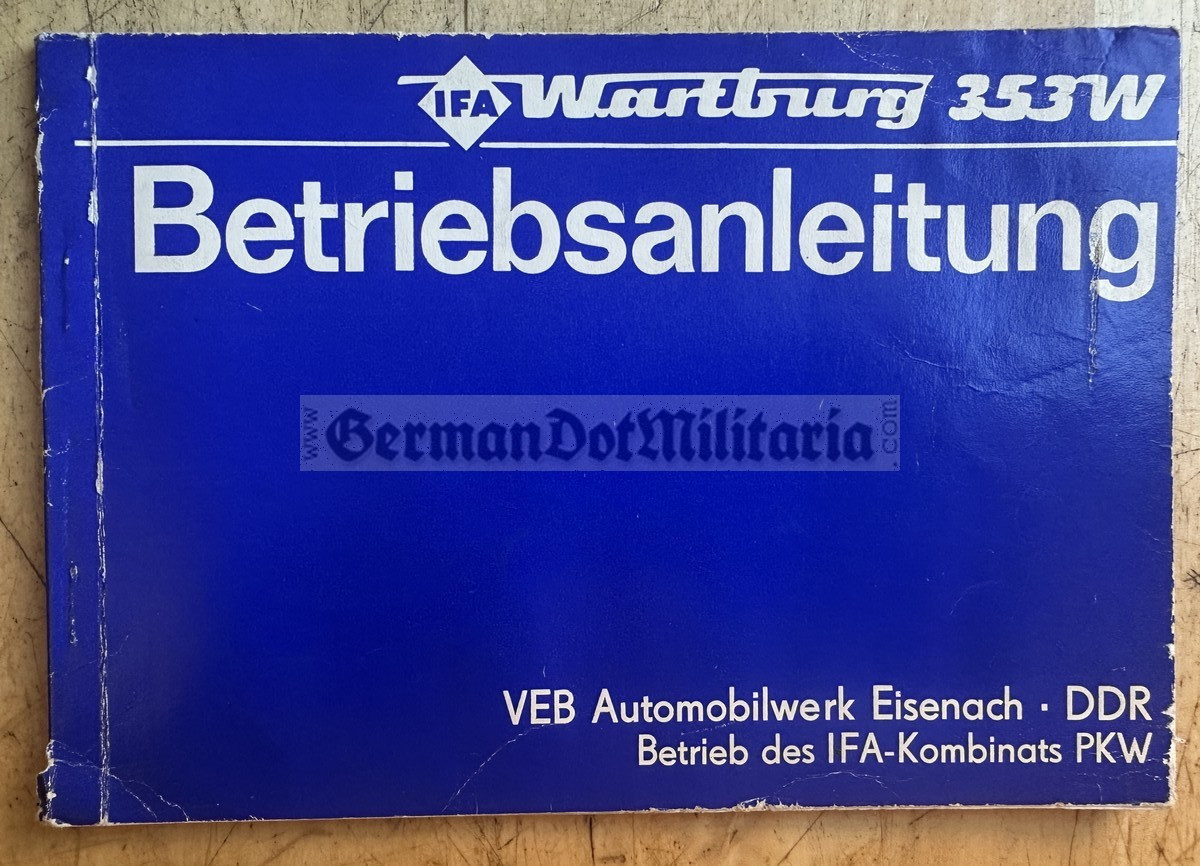 IFA Wartburg 353W
Betriebsanleitung
www.GermanDotMilitaria.com
VEB Automobilwerk Eisenach · DDR
Betrieb des IFA-Kombinats PKW